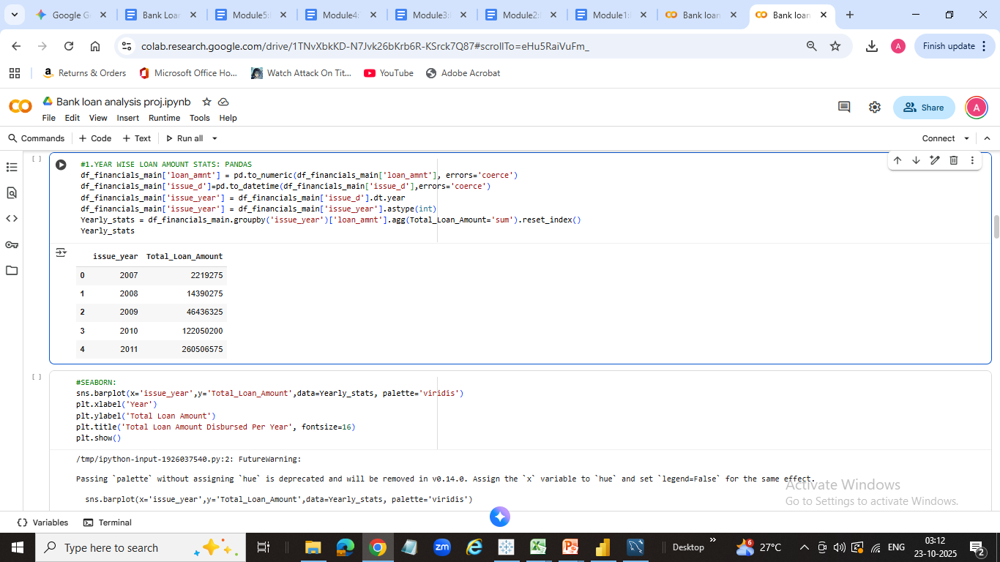 Google G
Bank Loan
Module5:
Module4:
Module3:
Module2:
Module1:
Bank loan
Bank loan
colab.research.google.com/drive/1TNvXbkKD-N7Jvk26bKrb6R-KSrck7Q87#scrollTo=eHu5RaiVuFm_
A
Finish update
Returns & Orders
Microsoft Office Ho...
Watch Attack On Tit...
YouTube
Adobe Acrobat
Bank loan analysis proj.ipynb
File Edit View Insert Runtime Tools Help
Share
A
Commands + Code + Text Run all
Connect
[ ]
#1.YEAR WISE LOAN AMOUNT STATS: PANDAS
df_financials_main['loan_amnt'] = pd.to_numeric(df_financials_main['loan_amnt'], errors='coerce')
df_financials_main['issue_d']=pd.to_datetime(df_financials_main['issue_d'],errors='coerce')
df_financials_main['issue_year'] = df_financials_main['issue_d'].dt.year
df_financials_main['issue_year'] = df_financials_main['issue_year'].astype(int)
Yearly_stats = df_financials_main.groupby('issue_year')['loan_amnt'].agg(Total_Loan_Amount='sum').reset_index()
Yearly_stats
issue_year Total_Loan_Amount
0 2007 2219275
1 2008 14390275
2 2009 46436325
3 2010 122050200
4 2011 260506575
[ ]
#SEABORN:
sns.barplot(x='issue_year',y='Total_Loan_Amount',data=Yearly_stats, palette='viridis')
plt.xlabel('Year')
plt.ylabel('Total Loan Amount')
plt.title('Total Loan Amount Disbursed Per Year', fontsize=16)
plt.show()
/tmp/ipython-input-1926037540.py:2: FutureWarning:
Passing `palette` without assigning `hue` is deprecated and will be removed in v0.14.0. Assign the `x` variable to `hue` and set `legend=False` for the same effect.
sns.barplot(x='issue_year',y='Total_Loan_Amount',data=Yearly_stats, palette='viridis')
Activate Windows
Go to Settings to activate Windows.
Variables Terminal
Type here to search
zm
Desktop
6
27°C
ENG
03:12
23-10-2025
2